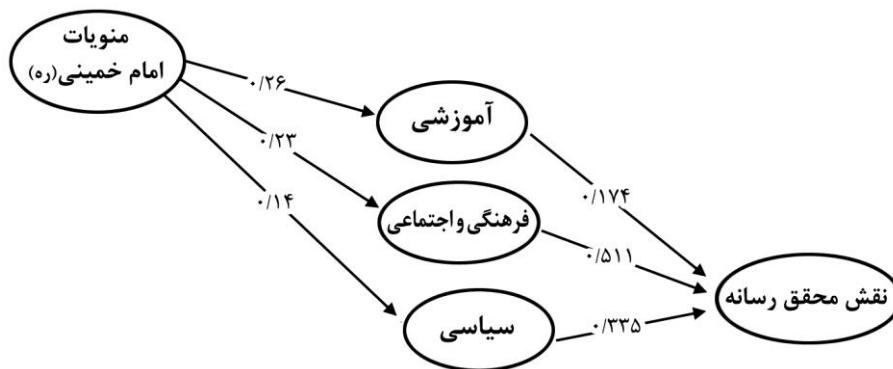 منویات
امام خمینی(ره)
۰/۲۶
آموزشی
۰/۲۳
۰/۱۷۴
۰/۱۴
فرهنگی و اجتماعی
۰/۵۱۱
نقش محقق رسانه
سیاسی
۰/۳۳۵